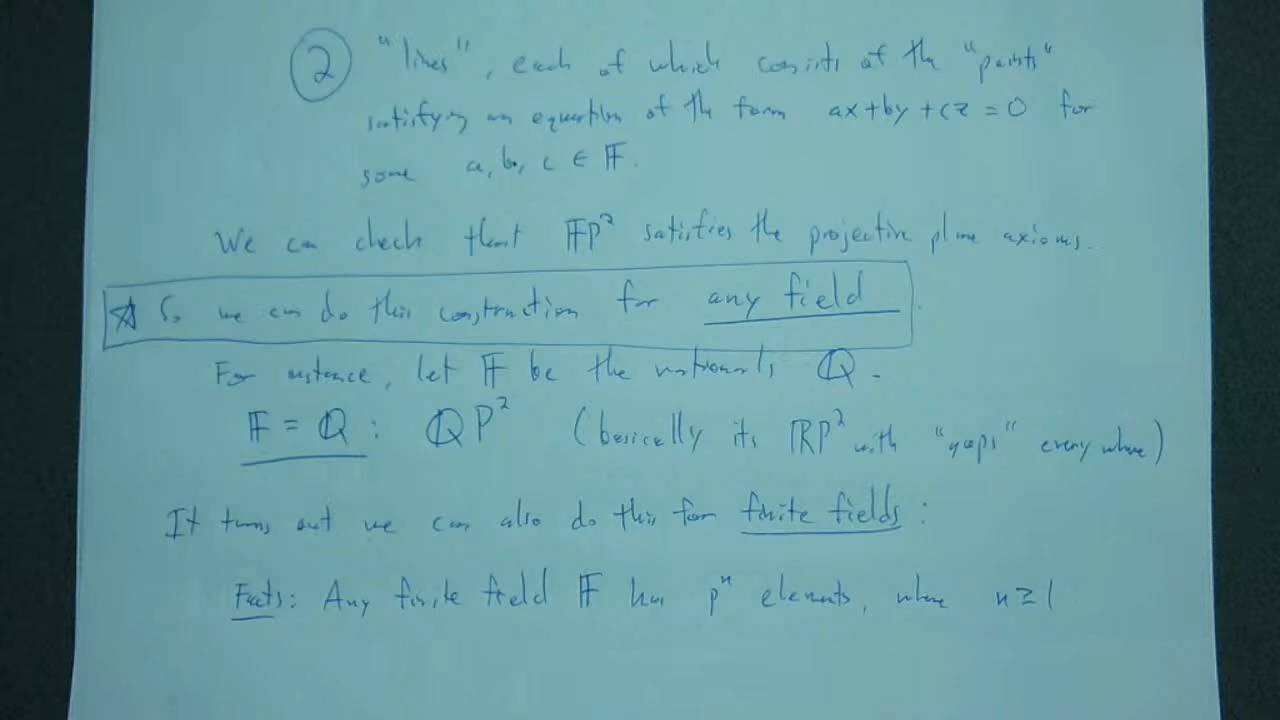 ② "lines", each of which consists of the "points"
satisfying an equation of the form ax+by+cz=0 for
some a, b, c ∈ 𝔽.
We can check that 𝔽P² satisfies the projective plane axioms.
☆ So we can do this construction for any field.
For instance, let 𝔽 be the rationals ℚ.
𝔽 = ℚ: ℚP² (basically its ℝP² with "gaps" everywhere)
It turns out we can also do this for finite fields:
Facts: Any finite field 𝔽 has pⁿ elements, where n≥1